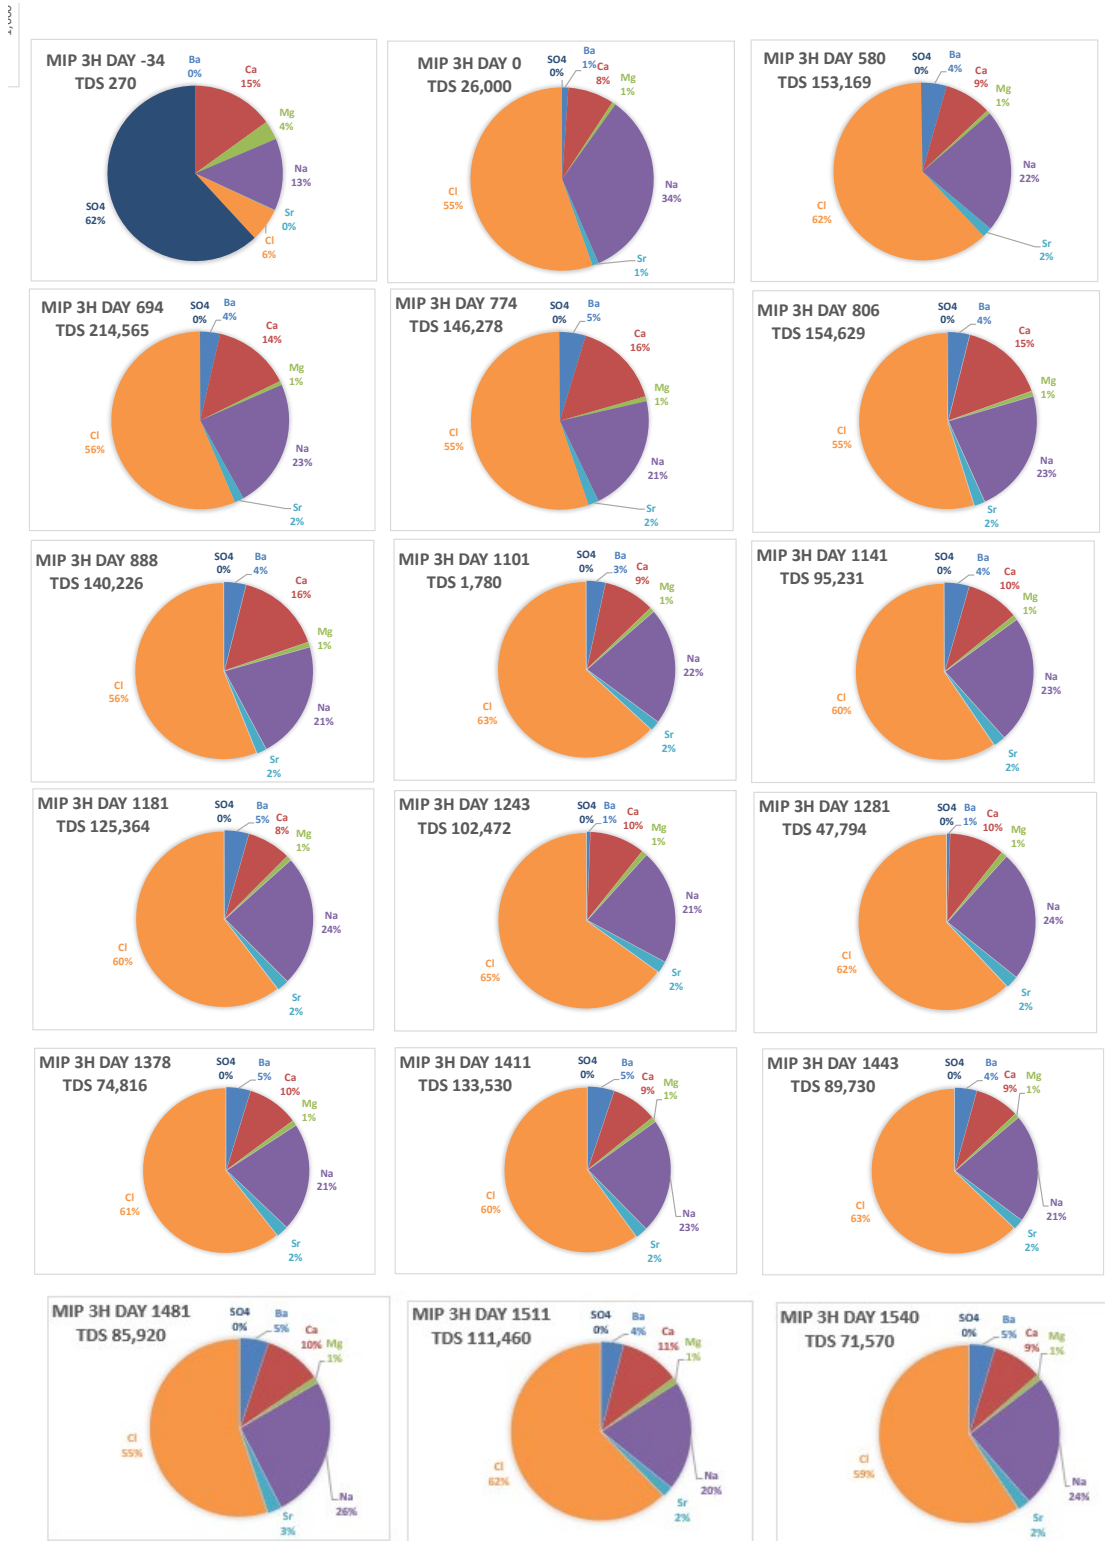 1,000
MIP 3H DAY -34
TDS 270
Ba
0%
Ca
15%
Mg
4%
Na
13%
Sr
0%
Cl
6%
SO4
62%
MIP 3H DAY 0
TDS 26,000
SO4
0%
Ba
1%
Ca
8%
Mg
1%
Na
34%
Sr
1%
Cl
55%
MIP 3H DAY 580
TDS 153,169
SO4
0%
Ba
4%
Ca
9%
Mg
1%
Na
22%
Sr
2%
Cl
62%
MIP 3H DAY 694
TDS 214,565
SO4
0%
Ba
4%
Ca
14%
Mg
1%
Na
23%
Sr
2%
Cl
56%
MIP 3H DAY 774
TDS 146,278
SO4
0%
Ba
5%
Ca
16%
Mg
1%
Na
21%
Sr
2%
Cl
55%
MIP 3H DAY 806
TDS 154,629
SO4
0%
Ba
4%
Ca
15%
Mg
1%
Na
23%
Sr
2%
Cl
55%
MIP 3H DAY 888
TDS 140,226
SO4
0%
Ba
4%
Ca
16%
Mg
1%
Na
21%
Sr
2%
Cl
56%
MIP 3H DAY 1101
TDS 1,780
SO4
0%
Ba
3%
Ca
9%
Mg
1%
Na
22%
Sr
2%
Cl
63%
MIP 3H DAY 1141
TDS 95,231
SO4
0%
Ba
4%
Ca
10%
Mg
1%
Na
23%
Sr
2%
Cl
60%
MIP 3H DAY 1181
TDS 125,364
SO4
0%
Ba
5%
Ca
8%
Mg
1%
Na
24%
Sr
2%
Cl
60%
MIP 3H DAY 1243
TDS 102,472
SO4
0%
Ba
1%
Ca
10%
Mg
1%
Na
21%
Sr
2%
Cl
65%
MIP 3H DAY 1281
TDS 47,794
SO4
0%
Ba
1%
Ca
10%
Mg
1%
Na
24%
Sr
2%
Cl
62%
MIP 3H DAY 1378
TDS 74,816
SO4
0%
Ba
5%
Ca
10%
Mg
1%
Na
21%
Sr
2%
Cl
61%
MIP 3H DAY 1411
TDS 133,530
SO4
0%
Ba
5%
Ca
9%
Mg
1%
Na
23%
Sr
2%
Cl
60%
MIP 3H DAY 1443
TDS 89,730
SO4
0%
Ba
4%
Ca
9%
Mg
1%
Na
21%
Sr
2%
Cl
63%
MIP 3H DAY 1481
TDS 85,920
SO4
0%
Ba
5%
Ca
10%
Mg
1%
Na
26%
Sr
3%
Cl
55%
MIP 3H DAY 1511
TDS 111,460
SO4
0%
Ba
4%
Ca
11%
Mg
1%
Na
20%
Sr
2%
Cl
62%
MIP 3H DAY 1540
TDS 71,570
SO4
0%
Ba
5%
Ca
9%
Mg
1%
Na
24%
Sr
2%
Cl
59%